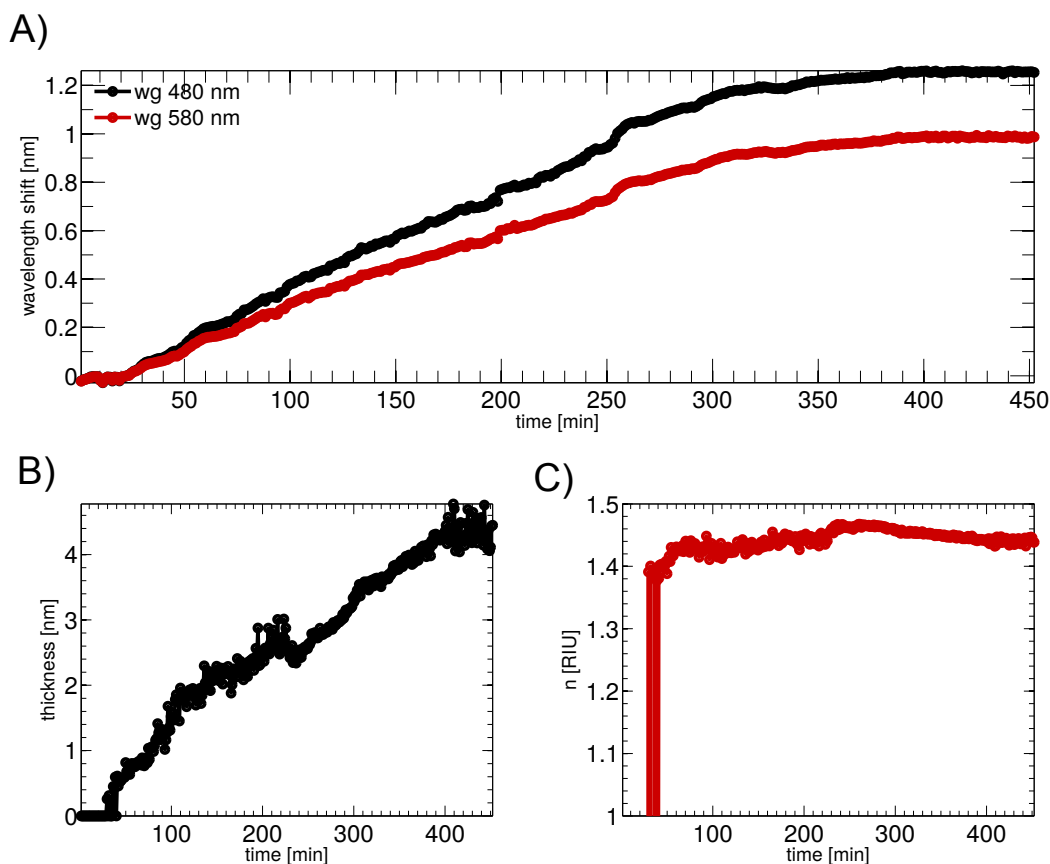 A)
1.2
1
0.8
0.6
0.4
0.2
0
wavelength shift [nm]
wg 480 nm
wg 580 nm
50 100 150 200 250 300 350 400 450
time [min]
B)
4
3
2
1
0
thickness [nm]
100 200 300 400
time [min]
C)
1.5
1.4
1.3
1.2
1.1
1
n [RIU]
100 200 300 400
time [min]